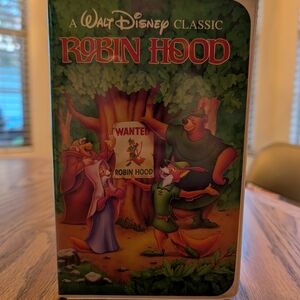 A Walt Disney CLASSIC
ROBIN HOOD
WANTED
ROBIN HOOD